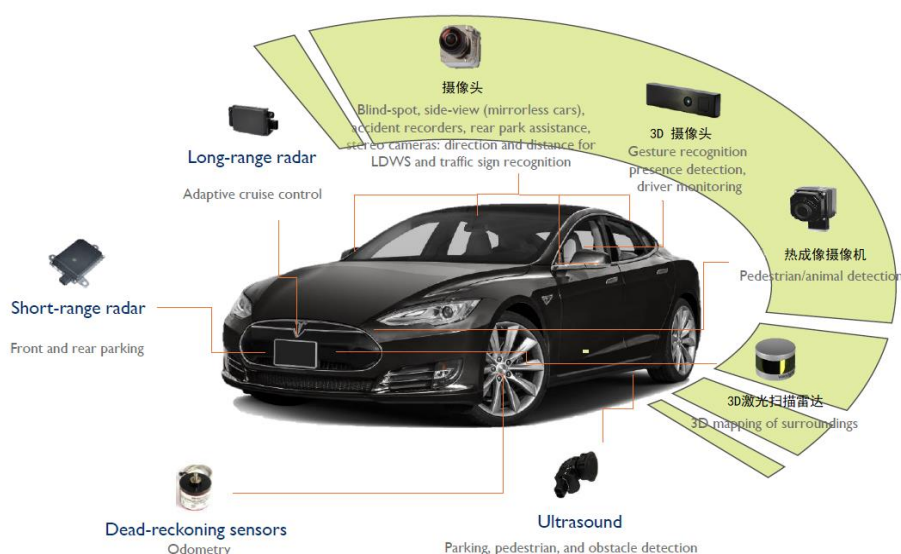 摄像头
Blind-spot, side-view (mirrorless cars),
accident recorders, rear park assistance,
stereo cameras: direction and distance for
LDWS and traffic sign recognition
3D 摄像头
Gesture recognition
presence detection,
driver monitoring
Long-range radar
Adaptive cruise control
热成像摄像机
Pedestrian/animal detection
Short-range radar
Front and rear parking
3D激光扫描雷达
3D mapping of surroundings
Dead-reckoning sensors
Odometry
Ultrasound
Parking, pedestrian, and obstacle detection